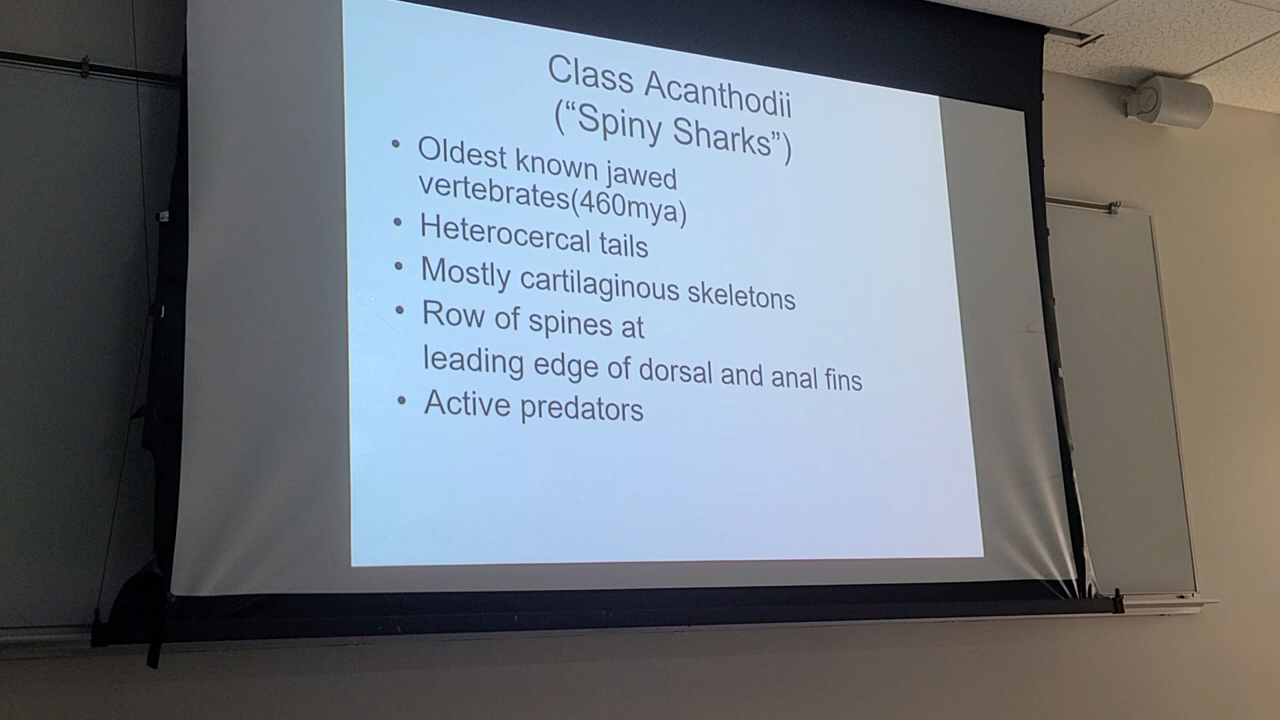 Class Acanthodii
(“Spiny Sharks”)
• Oldest known jawed
vertebrates(460mya)
• Heterocercal tails
• Mostly cartilaginous skeletons
• Row of spines at
leading edge of dorsal and anal fins
• Active predators